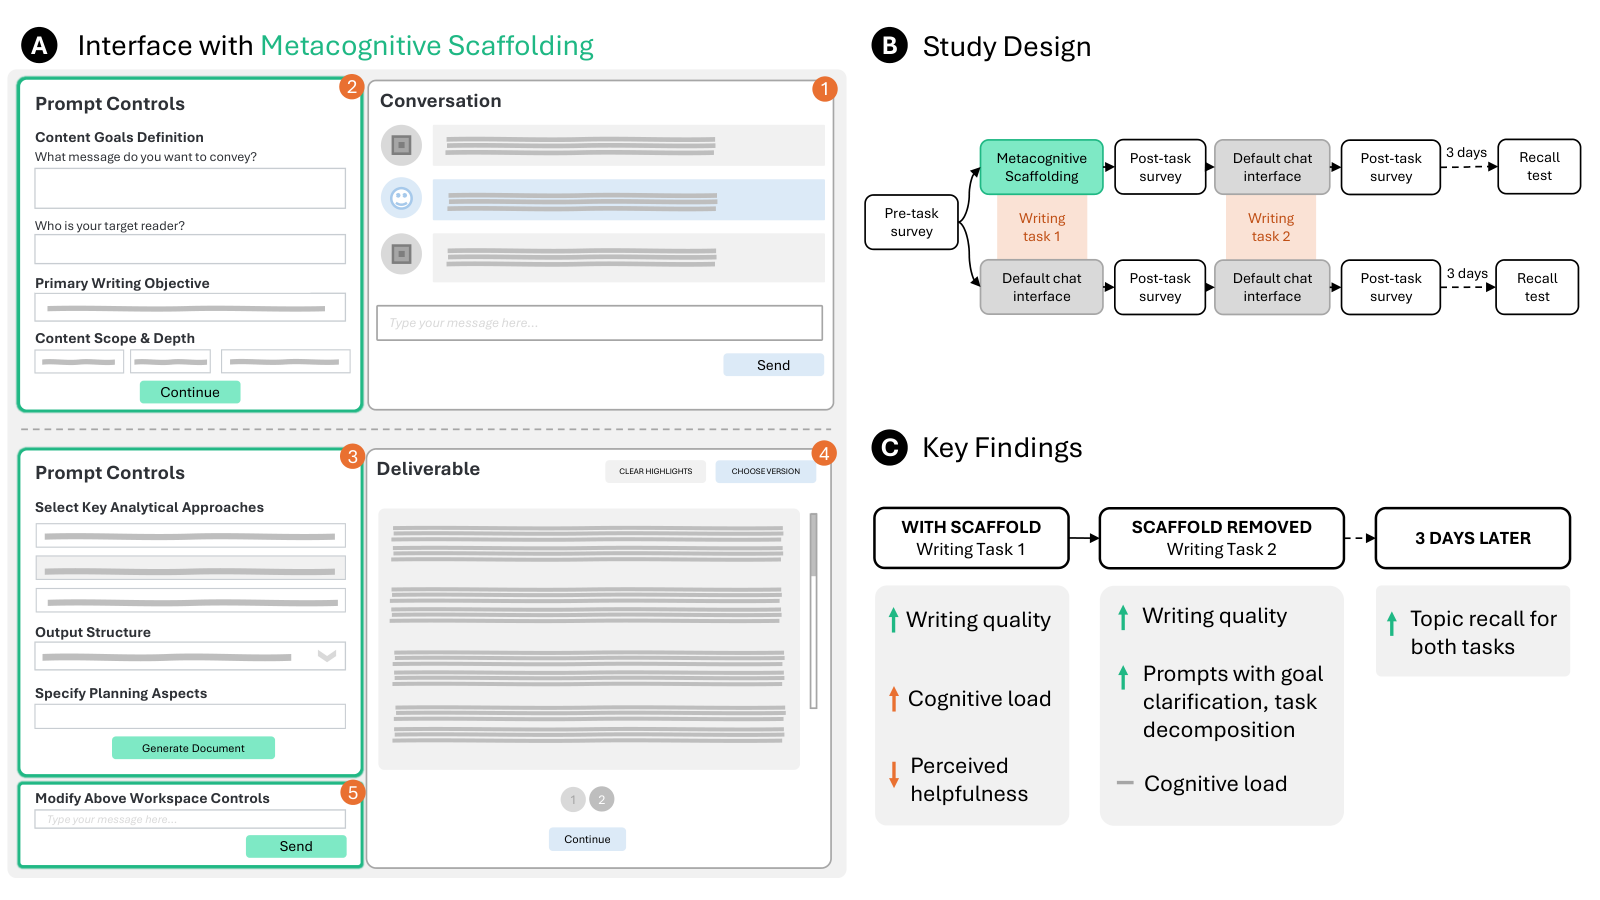 A Interface with Metacognitive Scaffolding
2
Prompt Controls
Content Goals Definition
What message do you want to convey?
Who is your target reader?
Primary Writing Objective
Content Scope & Depth
Continue
1
Conversation
Type your message here...
Send
3
Prompt Controls
Select Key Analytical Approaches
Output Structure
Specify Planning Aspects
Generate Document
5
Modify Above Workspace Controls
Type your message here...
Send
4
Deliverable
CLEAR HIGHLIGHTS
CHOOSE VERSION
1 2
Continue
B Study Design
Pre-task
survey
Metacognitive
Scaffolding
Post-task
survey
Default chat
interface
Post-task
survey
3 days
Recall
test
Writing
task 1
Writing
task 2
Default chat
interface
Post-task
survey
Default chat
interface
Post-task
survey
3 days
Recall
test
C Key Findings
WITH SCAFFOLD
Writing Task 1
Writing quality
Cognitive load
Perceived
helpfulness
SCAFFOLD REMOVED
Writing Task 2
Writing quality
Prompts with goal
clarification, task
decomposition
Cognitive load
3 DAYS LATER
Topic recall for
both tasks